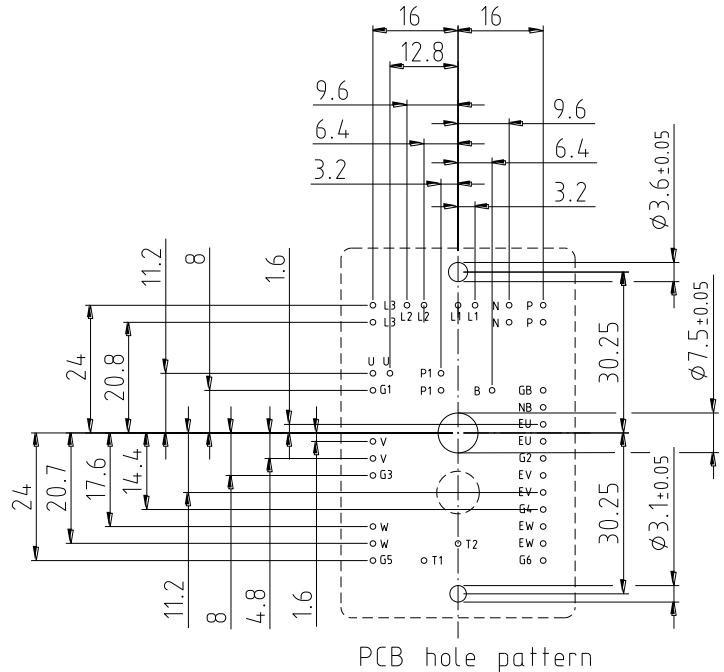 16 16
12.8
9.6 9.6
6.4 6.4
3.2 3.2
Ø3.6±0.05
11.2 8 1.6
L3 L2 L2 L1 L1 N P
L3 N P
24 20.8
30.25
Ø7.5±0.05
U U P1
G1 P1 B GB
NB
EU
V EU
V G2
G3 EV
EV
G4
W EW
W T2 EW
G5 T1 G6
24 20.7 17.6 14.4
30.25
Ø3.1±0.05
11.2 8 4.8 1.6
PCB hole pattern